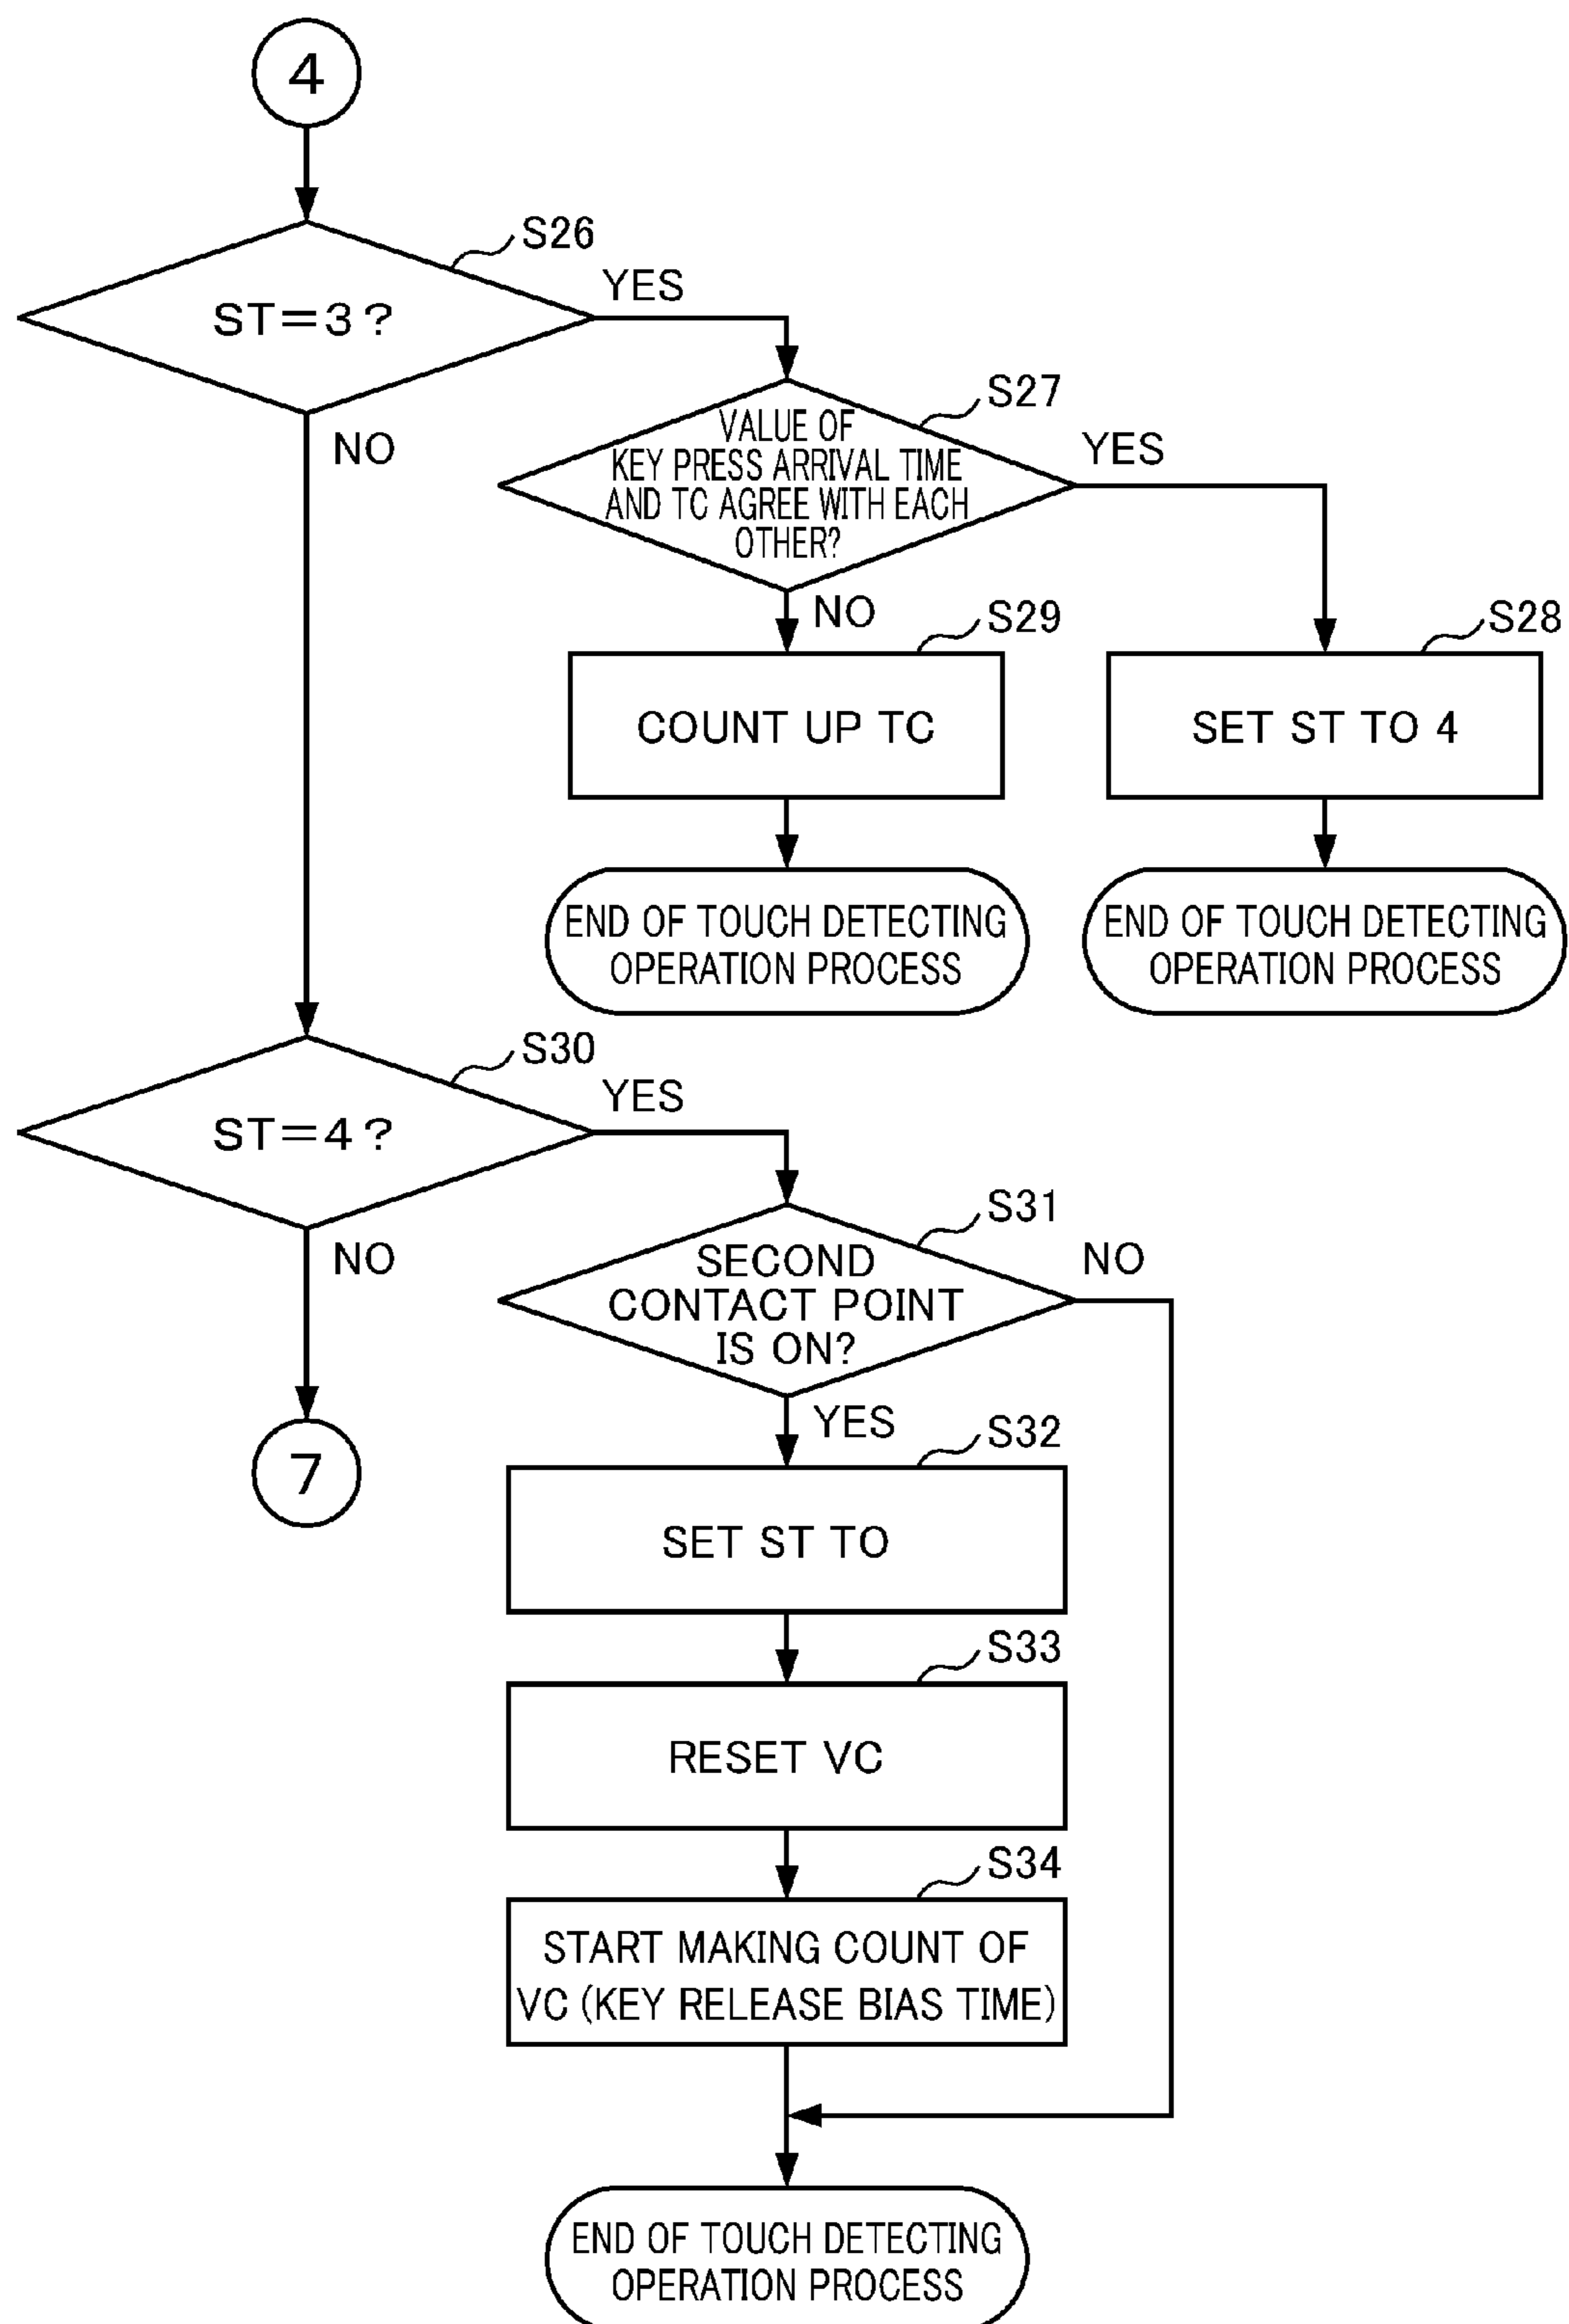 4
S26
ST=3?
YES
NO
S27
VALUE OF
KEY PRESS ARRIVAL TIME
AND TC AGREE WITH EACH
OTHER?
YES
NO
S29
COUNT UP TC
S28
SET ST TO 4
END OF TOUCH DETECTING
OPERATION PROCESS
END OF TOUCH DETECTING
OPERATION PROCESS
S30
ST=4?
YES
NO
7
S31
SECOND
CONTACT POINT
IS ON?
NO
YES
S32
SET ST TO
S33
RESET VC
S34
START MAKING COUNT OF
VC (KEY RELEASE BIAS TIME)
END OF TOUCH DETECTING
OPERATION PROCESS